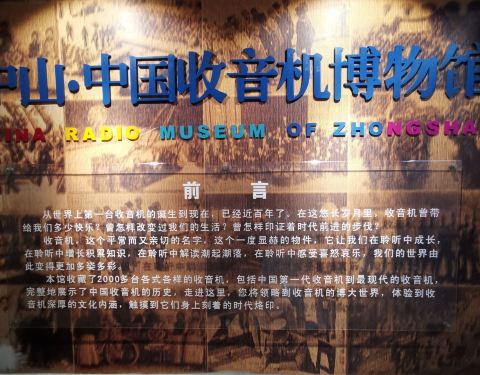 中山·中国收音机博物馆
INA RADIO MUSEUM OF ZHONGSHA
前 言
从世界上第一台收音机的诞生到现在，已经近百年了。在这悠长岁月里，收音机曾带
给我们多少快乐？曾怎样改变过我们的生活？曾怎样印证着时代前进的步伐？
收音机，这个平常而又亲切的名字，这个一度显赫的物件，它让我们在聆听中成长，
在聆听中增长积累知识，在聆听中解读潮起潮落，在聆听中感受喜怒哀乐，我们的世界由
此变得更加多姿多彩。
本馆收藏了2000多台各式各样的收音机，包括中国第一代收音机到最现代的收音机，
完整地展示了中国收音机的历史，走进这里，您将领略到收音机的博大世界，体验到收
音机深厚的文化内涵，触摸到它们身上刻着的时代烙印。